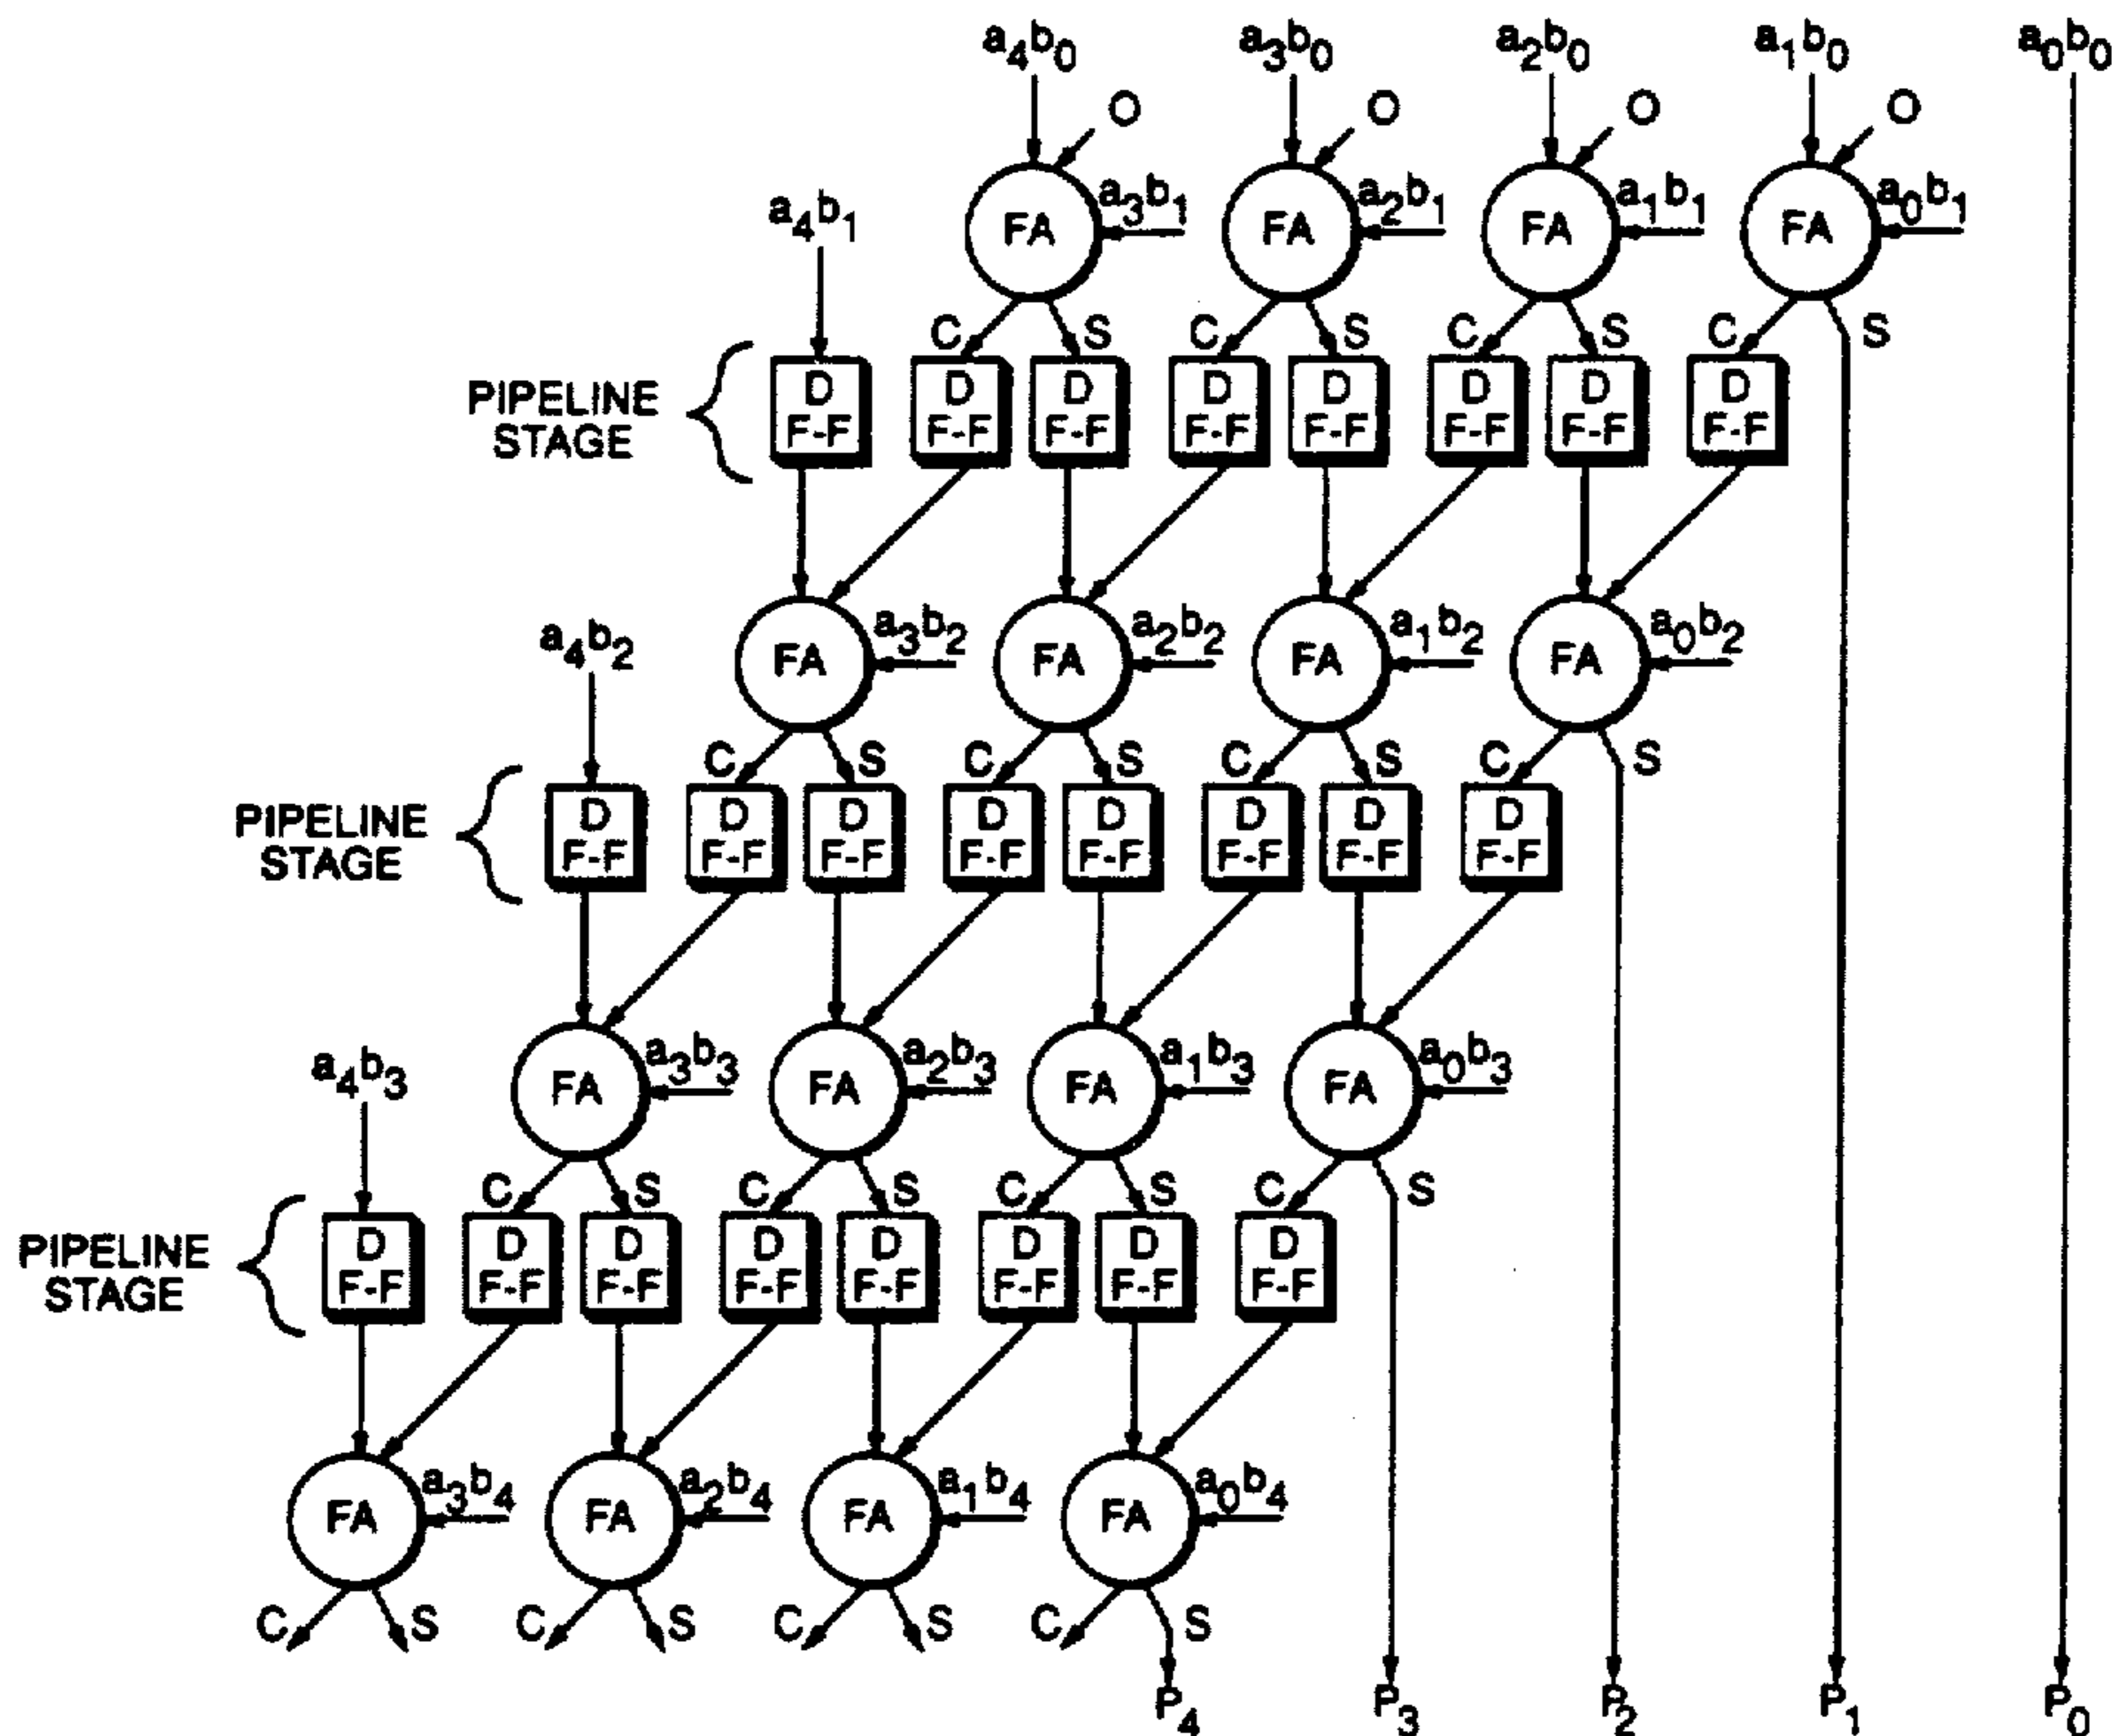 a4b0 a3b0 a2b0 a1b0 a0b0
O O O O
a4b1 FA a3b1 FA a2b1 FA a1b1 FA a0b1
C S C S C S C S
PIPELINE STAGE D F-F D F-F D F-F D F-F D F-F D F-F D F-F D F-F
a4b2 FA a3b2 FA a2b2 FA a1b2 FA a0b2
C S C S C S C S
PIPELINE STAGE D F-F D F-F D F-F D F-F D F-F D F-F D F-F D F-F
a4b3 FA a3b3 FA a2b3 FA a1b3 FA a0b3
C S C S C S C S
PIPELINE STAGE D F-F D F-F D F-F D F-F D F-F D F-F D F-F D F-F
FA a3b4 FA a2b4 FA a1b4 FA a0b4
C S C S C S C S
P4 P3 P2 P1 P0